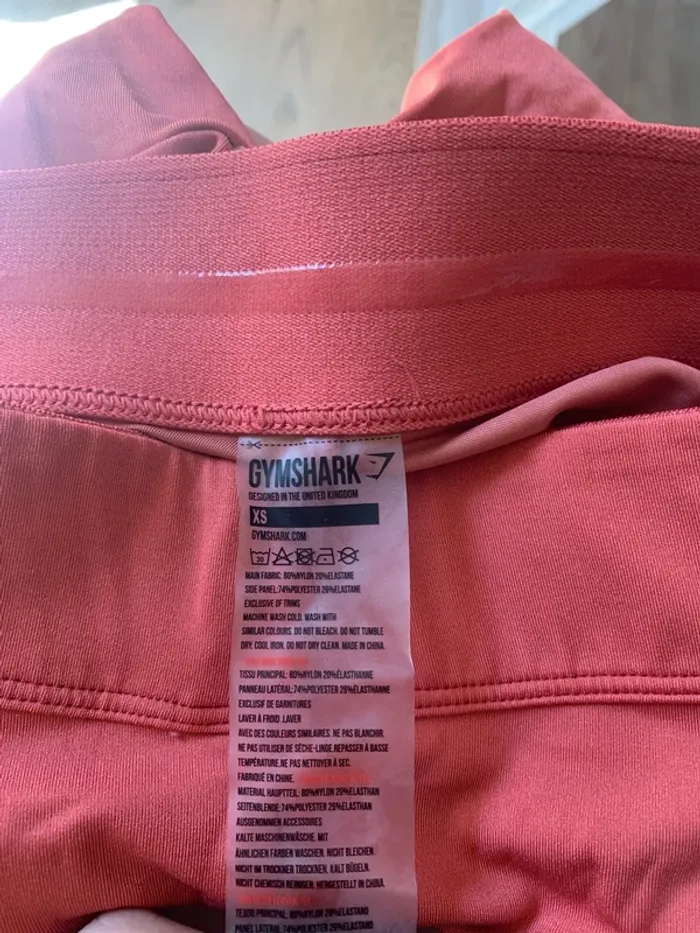 GYMSHARK
DESIGNED IN THE UNITED KINGDOM
XS
GYMSHARK.COM
30
MAIN FABRIC: 80%NYLON 20%ELASTANE
SIDE PANEL:74%POLYESTER 26%ELASTANE
EXCLUSIVE OF TRIMS
MACHINE WASH COLD. WASH WITH
SIMILAR COLOURS. DO NOT BLEACH. DO NOT TUMBLE
DRY. COOL IRON. DO NOT DRY CLEAN. MADE IN CHINA.
TISSU PRINCIPAL: 80%NYLON 20%ÉLASTHANNE
PANNEAU LATÉRAL:74%POLYESTER 26%ÉLASTHANNE
EXCLUSIF DE GARNITURES
LAVER À FROID .LAVER
AVEC DES COULEURS SIMILAIRES. NE PAS BLANCHIR.
NE PAS UTILISER DE SÈCHE-LINGE.REPASSER À BASSE
TEMPÉRATURE.NE PAS NETTOYER À SEC.
FABRIQUÉ EN CHINE.
MATERIAL HAUPTTEIL: 80%NYLON 20%ELASTHAN
SEITENBLENDE:74%POLYESTER 26%ELASTHAN
AUSGENOMMEN ACCESSOIRES
KALTE MASCHINENWÄSCHE. MIT
ÄHNLICHEN FARBEN WASCHEN. NICHT BLEICHEN.
NICHT IM TROCKNER TROCKNEN. KALT BÜGELN.
NICHT CHEMISCH REINIGEN. HERGESTELLT IN CHINA.
TEJIDO PRINCIPAL: 80%NYLON 20%ELASTANO
PANEL LATERAL:74%POLYESTER